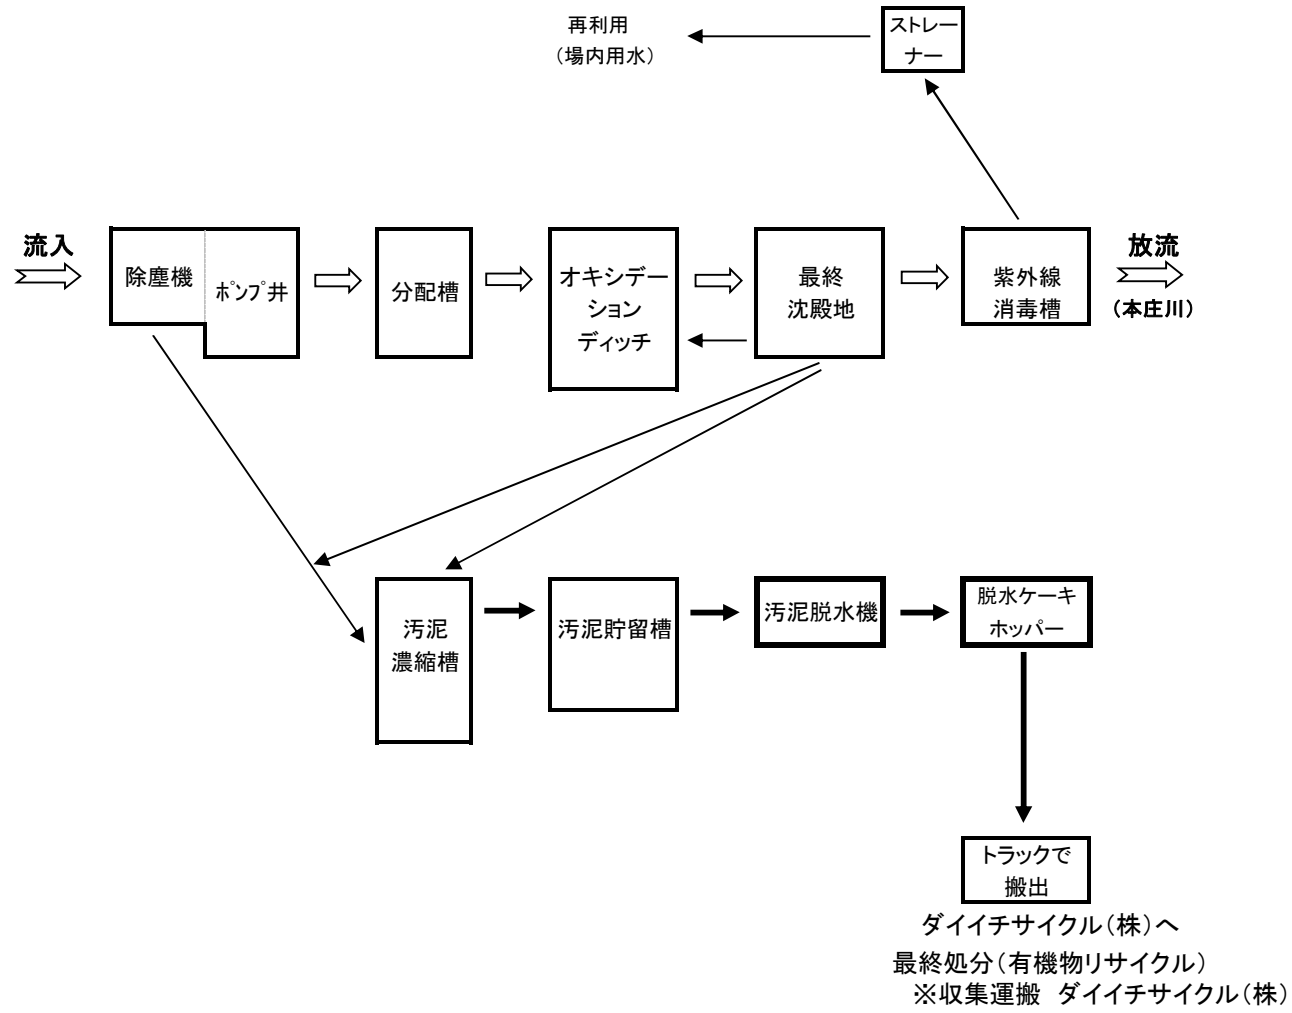 再利用
（場内用水）
ストレー
ナー
流入
除塵機
ﾎﾟﾝﾌﾟ井
分配槽
オキシデー
ション
ディッチ
最終
沈殿地
紫外線
消毒槽
放流
（本庄川）
汚泥
濃縮槽
汚泥貯留槽
汚泥脱水機
脱水ケーキ
ホッパー
トラックで
搬出
ダイイチサイクル（株）へ
最終処分（有機物リサイクル）
※収集運搬　ダイイチサイクル（株）